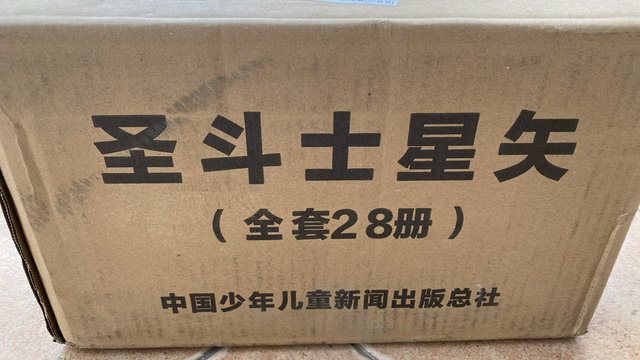 圣斗士星矢
（全套28册）
中国少年儿童新闻出版总社